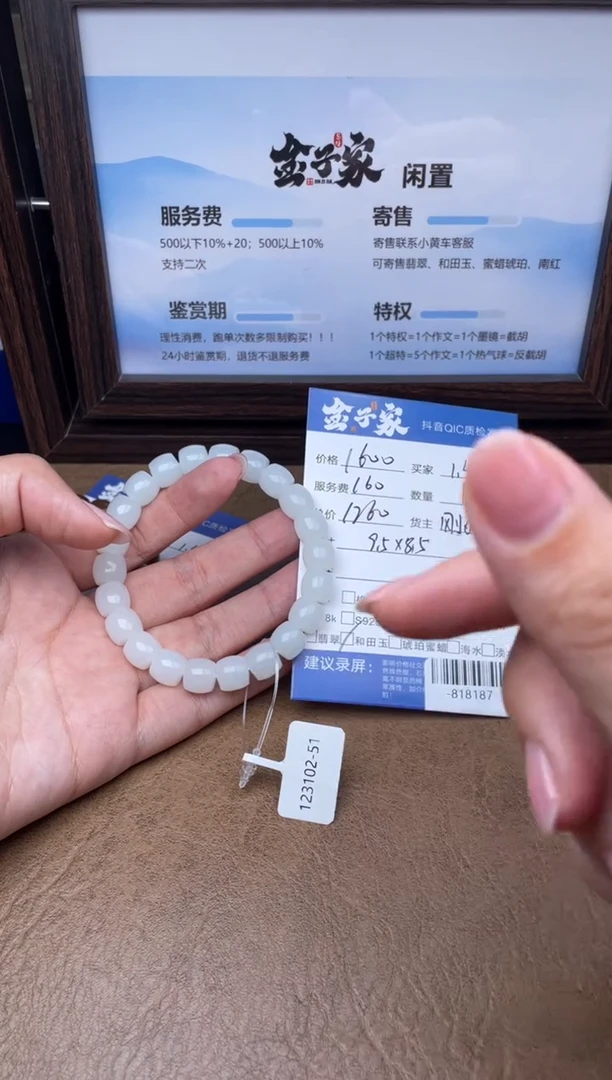 金子家 闲置
服务费
500以下10%+20；500以上10%
支持二次
寄售
寄售联系小黄车客服
可寄售翡翠、和田玉、蜜蜡琥珀、南红
鉴赏期
理性消费，跑单次数多限制购买！！！
24小时鉴赏期，退货不退服务费
特权
1个特权=1个作文=1个墨镜=截胡
1个超特=5个作文=1个热气球=反截胡
金子家 抖音QIC质检
价格 1600 买家
服务费 160 数量
价 1760 货主
9.5×8.5
8k S92
翡翠 和田玉 琥珀蜜蜡 海水
建议录屏：
-818187
123102-51